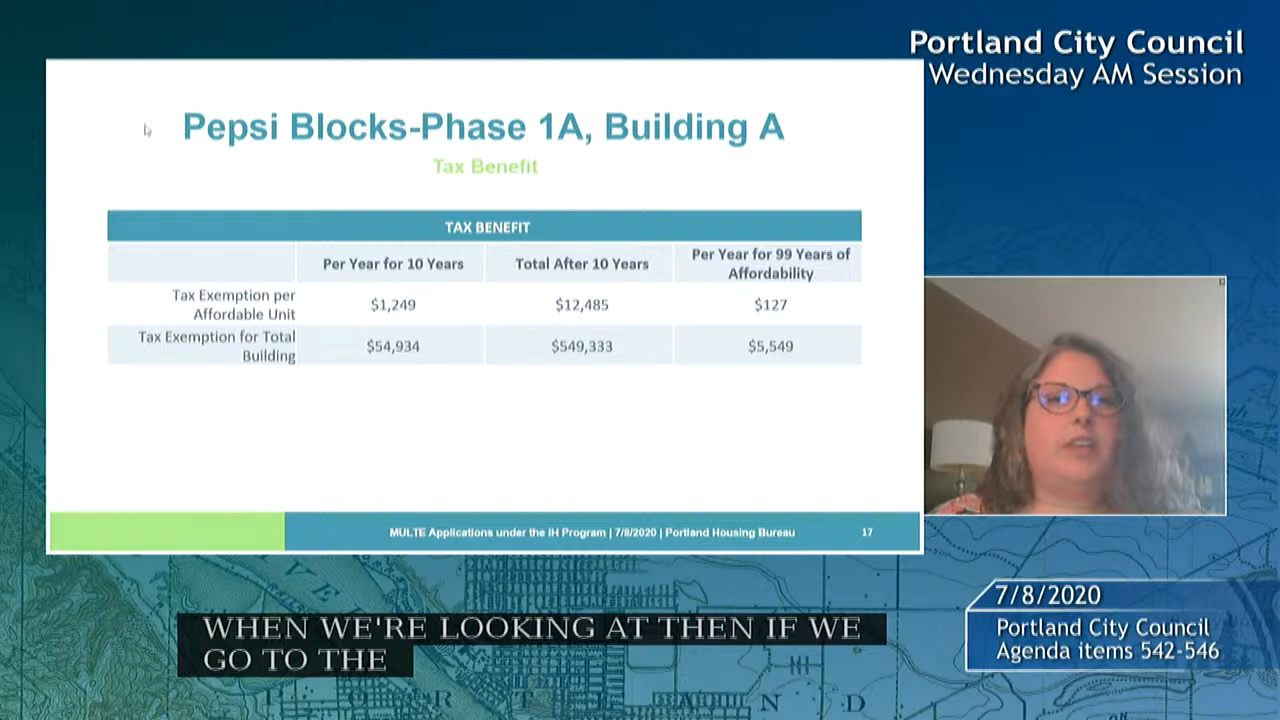 Portland City Council
Wednesday AM Session
Pepsi Blocks-Phase 1A, Building A
Tax Benefit
TAX BENEFIT
Per Year for 10 Years
Total After 10 Years
Per Year for 99 Years of
Affordability
Tax Exemption per
Affordable Unit
$1,249
$12,485
$127
Tax Exemption for Total
Building
$54,934
$549,333
$5,549
MULTE Applications under the IH Program | 7/8/2020 | Portland Housing Bureau
17
7/8/2020
Portland City Council
Agenda items 542-546
WHEN WE'RE LOOKING AT THEN IF WE
GO TO THE